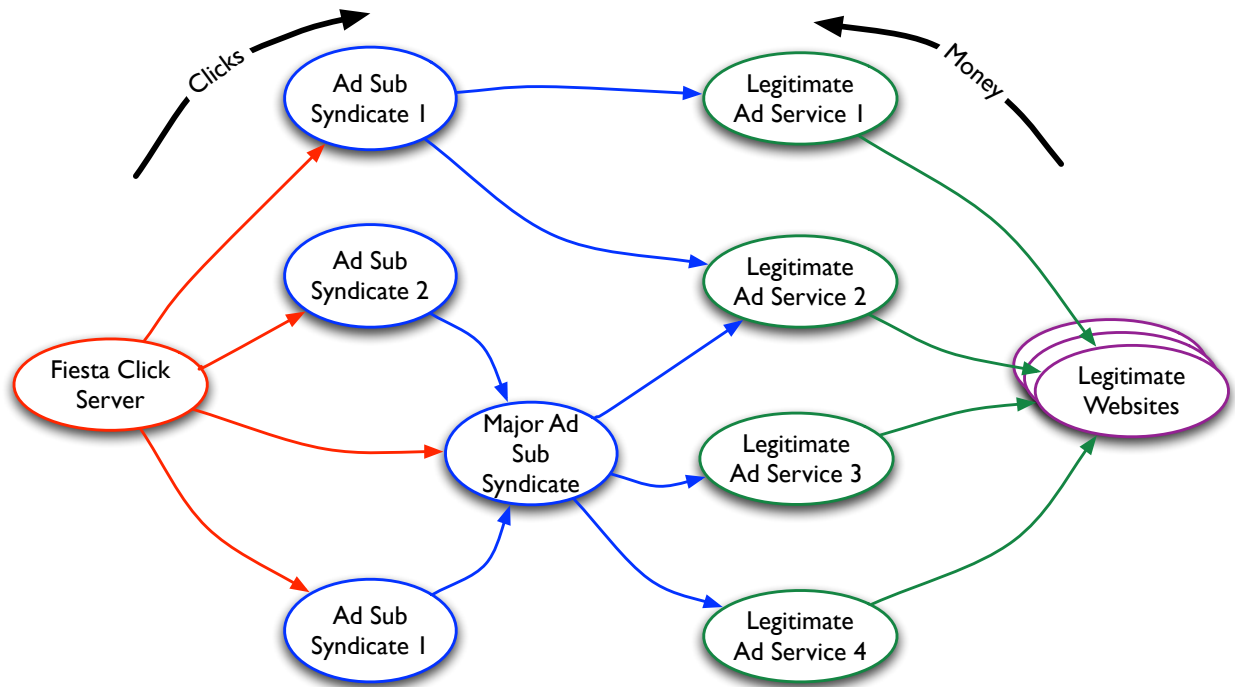 Clicks
Money
Ad Sub
Syndicate 1
Legitimate
Ad Service 1
Ad Sub
Syndicate 2
Legitimate
Ad Service 2
Fiesta Click
Server
Legitimate
Websites
Major Ad
Sub
Syndicate
Legitimate
Ad Service 3
Ad Sub
Syndicate 1
Legitimate
Ad Service 4